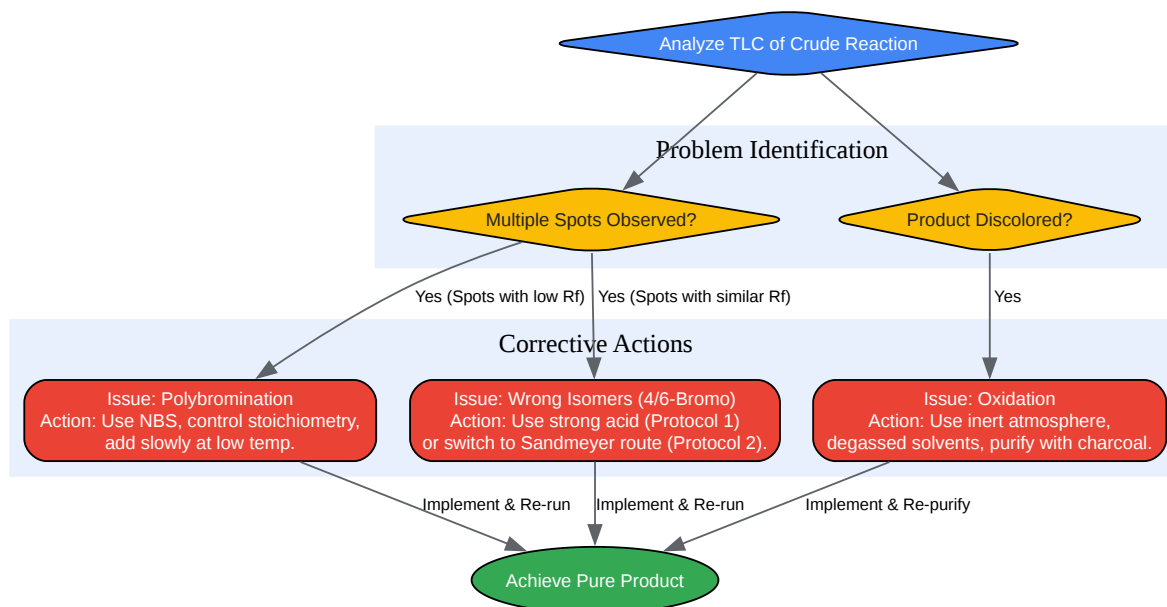 Analyze TLC of Crude Reaction
Problem Identification
Multiple Spots Observed?
Product Discolored?
Yes (Spots with low Rf)
Yes (Spots with similar Rf)
Yes
Corrective Actions
Issue: Polybromination
Action: Use NBS, control stoichiometry,
add slowly at low temp.
Issue: Wrong Isomers (4/6-Bromo)
Action: Use strong acid (Protocol 1)
or switch to Sandmeyer route (Protocol 2).
Issue: Oxidation
Action: Use inert atmosphere,
degassed solvents, purify with charcoal.
Implement & Re-run
Implement & Re-run
Implement & Re-purify
Achieve Pure Product